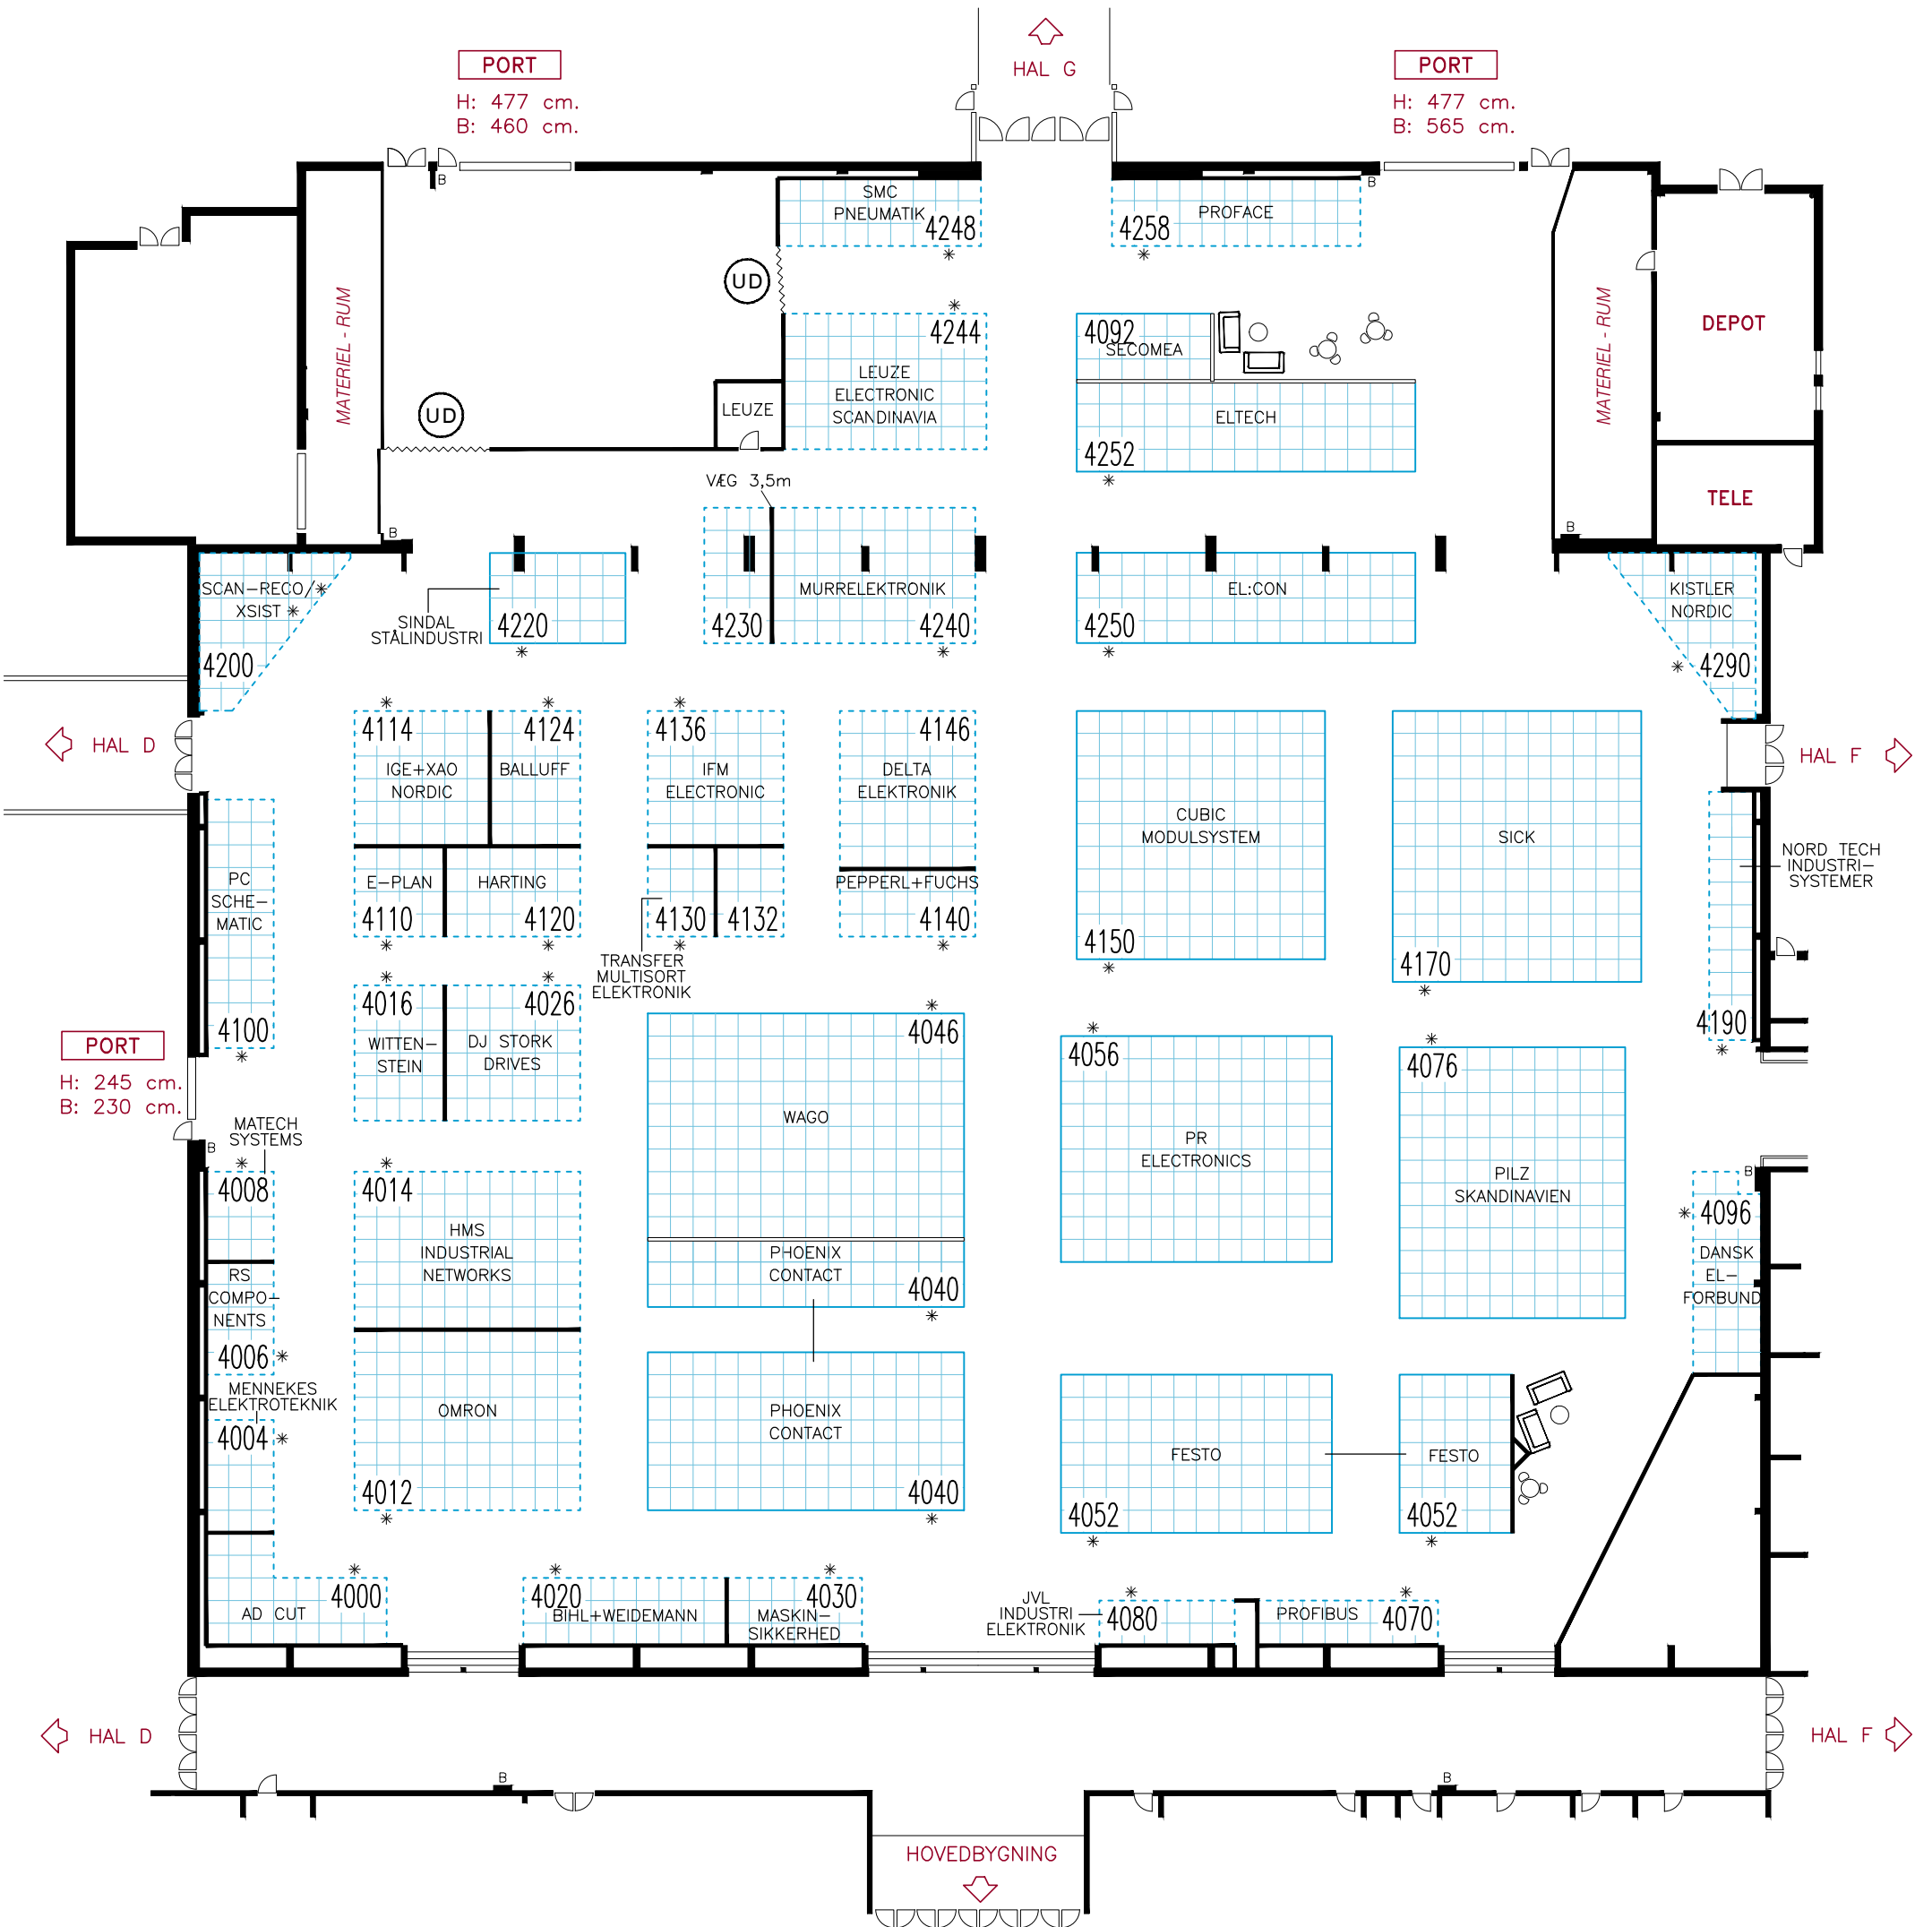 HAL G
PORT
H: 477 cm.
B: 460 cm.
PORT
H: 477 cm.
B: 565 cm.
B
B
SMC
PNEUMATIK
4248
PROFACE
4258
MATERIEL - RUM
UD
UD
4244
LEUZE
ELECTRONIC
SCANDINAVIA
LEUZE
4092
SECOMEA
ELTECH
4252
MATERIEL - RUM
DEPOT
TELE
VÆG 3,5m
B
B
SCAN-RECO/
XSIST
4200
SINDAL
STÅLINDUSTRI
4220
4230
MURRELEKTRONIK
4240
EL:CON
4250
KISTLER
NORDIC
4290
HAL D
HAL F
4114
IGE+XAO
NORDIC
4124
BALLUFF
4136
IFM
ELECTRONIC
4146
DELTA
ELEKTRONIK
CUBIC
MODULSYSTEM
4150
SICK
4170
NORD TECH
INDUSTRI-
SYSTEMER
4190
PC
SCHE-
MATIC
4100
E-PLAN
4110
HARTING
4120
4130
4132
TRANSFER
MULTISORT
ELEKTRONIK
PEPPERL+FUCHS
4140
4016
WITTEN-
STEIN
4026
DJ STORK
DRIVES
4046
WAGO
4056
PR
ELECTRONICS
4076
PILZ
SKANDINAVIEN
PORT
H: 245 cm.
B: 230 cm.
MATECH
SYSTEMS
B
4008
4014
HMS
INDUSTRIAL
NETWORKS
PHOENIX
CONTACT
4040
B
4096
DANSK
EL-
FORBUND
RS
COMPO-
NENTS
4006
MENNEKES
ELEKTROTEKNIK
4004
OMRON
4012
PHOENIX
CONTACT
4040
FESTO
4052
FESTO
4052
4000
AD CUT
4020
BIHL+WEIDEMANN
4030
MASKIN-
SIKKERHED
JVL
INDUSTRI
ELEKTRONIK
4080
PROFIBUS
4070
HAL D
HAL F
B
B
HOVEDBYGNING